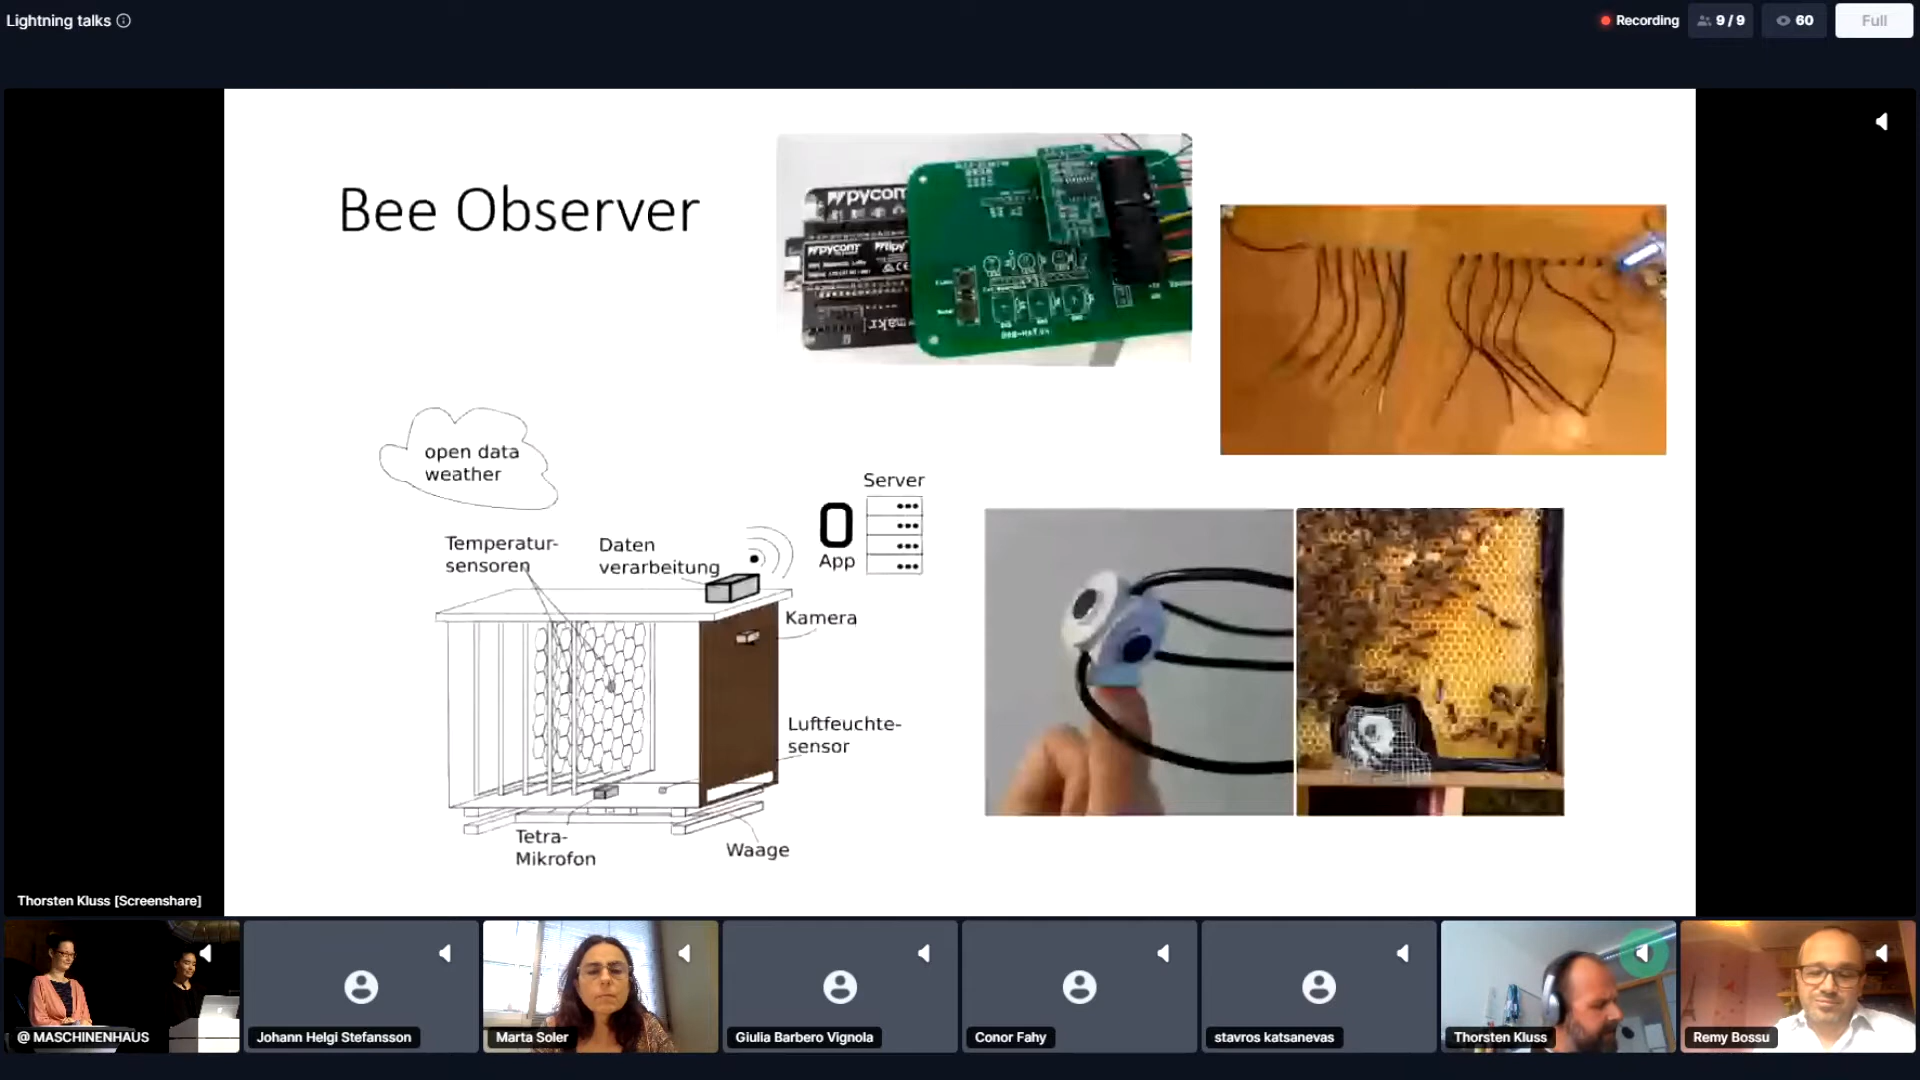 Lightning talks
Recording
9 / 9
60
Full
Bee Observer
pycom
pycom
open data
weather
Server
Temperatur-
sensoren
Daten
verarbeitung
App
Kamera
Luftfeuchte-
sensor
Tetra-
Mikrofon
Waage
Thorsten Kluss [Screenshare]
@ MASCHINENHAUS
Johann Helgi Stefansson
Marta Soler
Giulia Barbero Vignola
Conor Fahy
stavros katsanevas
Thorsten Kluss
Remy Bossu